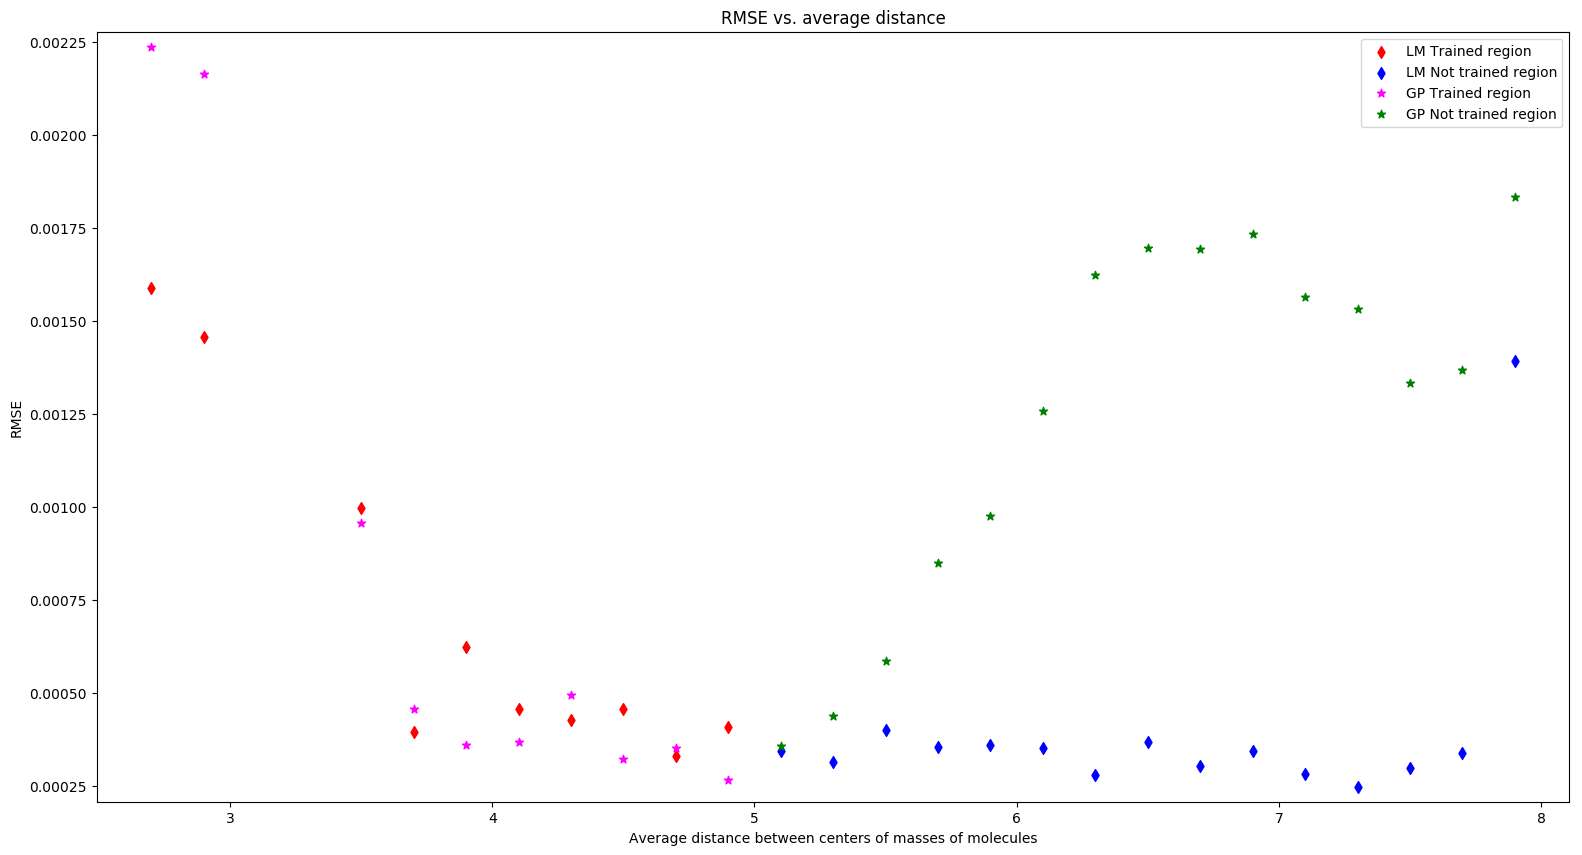 RMSE vs. average distance
LM Trained region
LM Not trained region
GP Trained region
GP Not trained region
RMSE
0.00225
0.00200
0.00175
0.00150
0.00125
0.00100
0.00075
0.00050
0.00025
3 4 5 6 7 8
Average distance between centers of masses of molecules